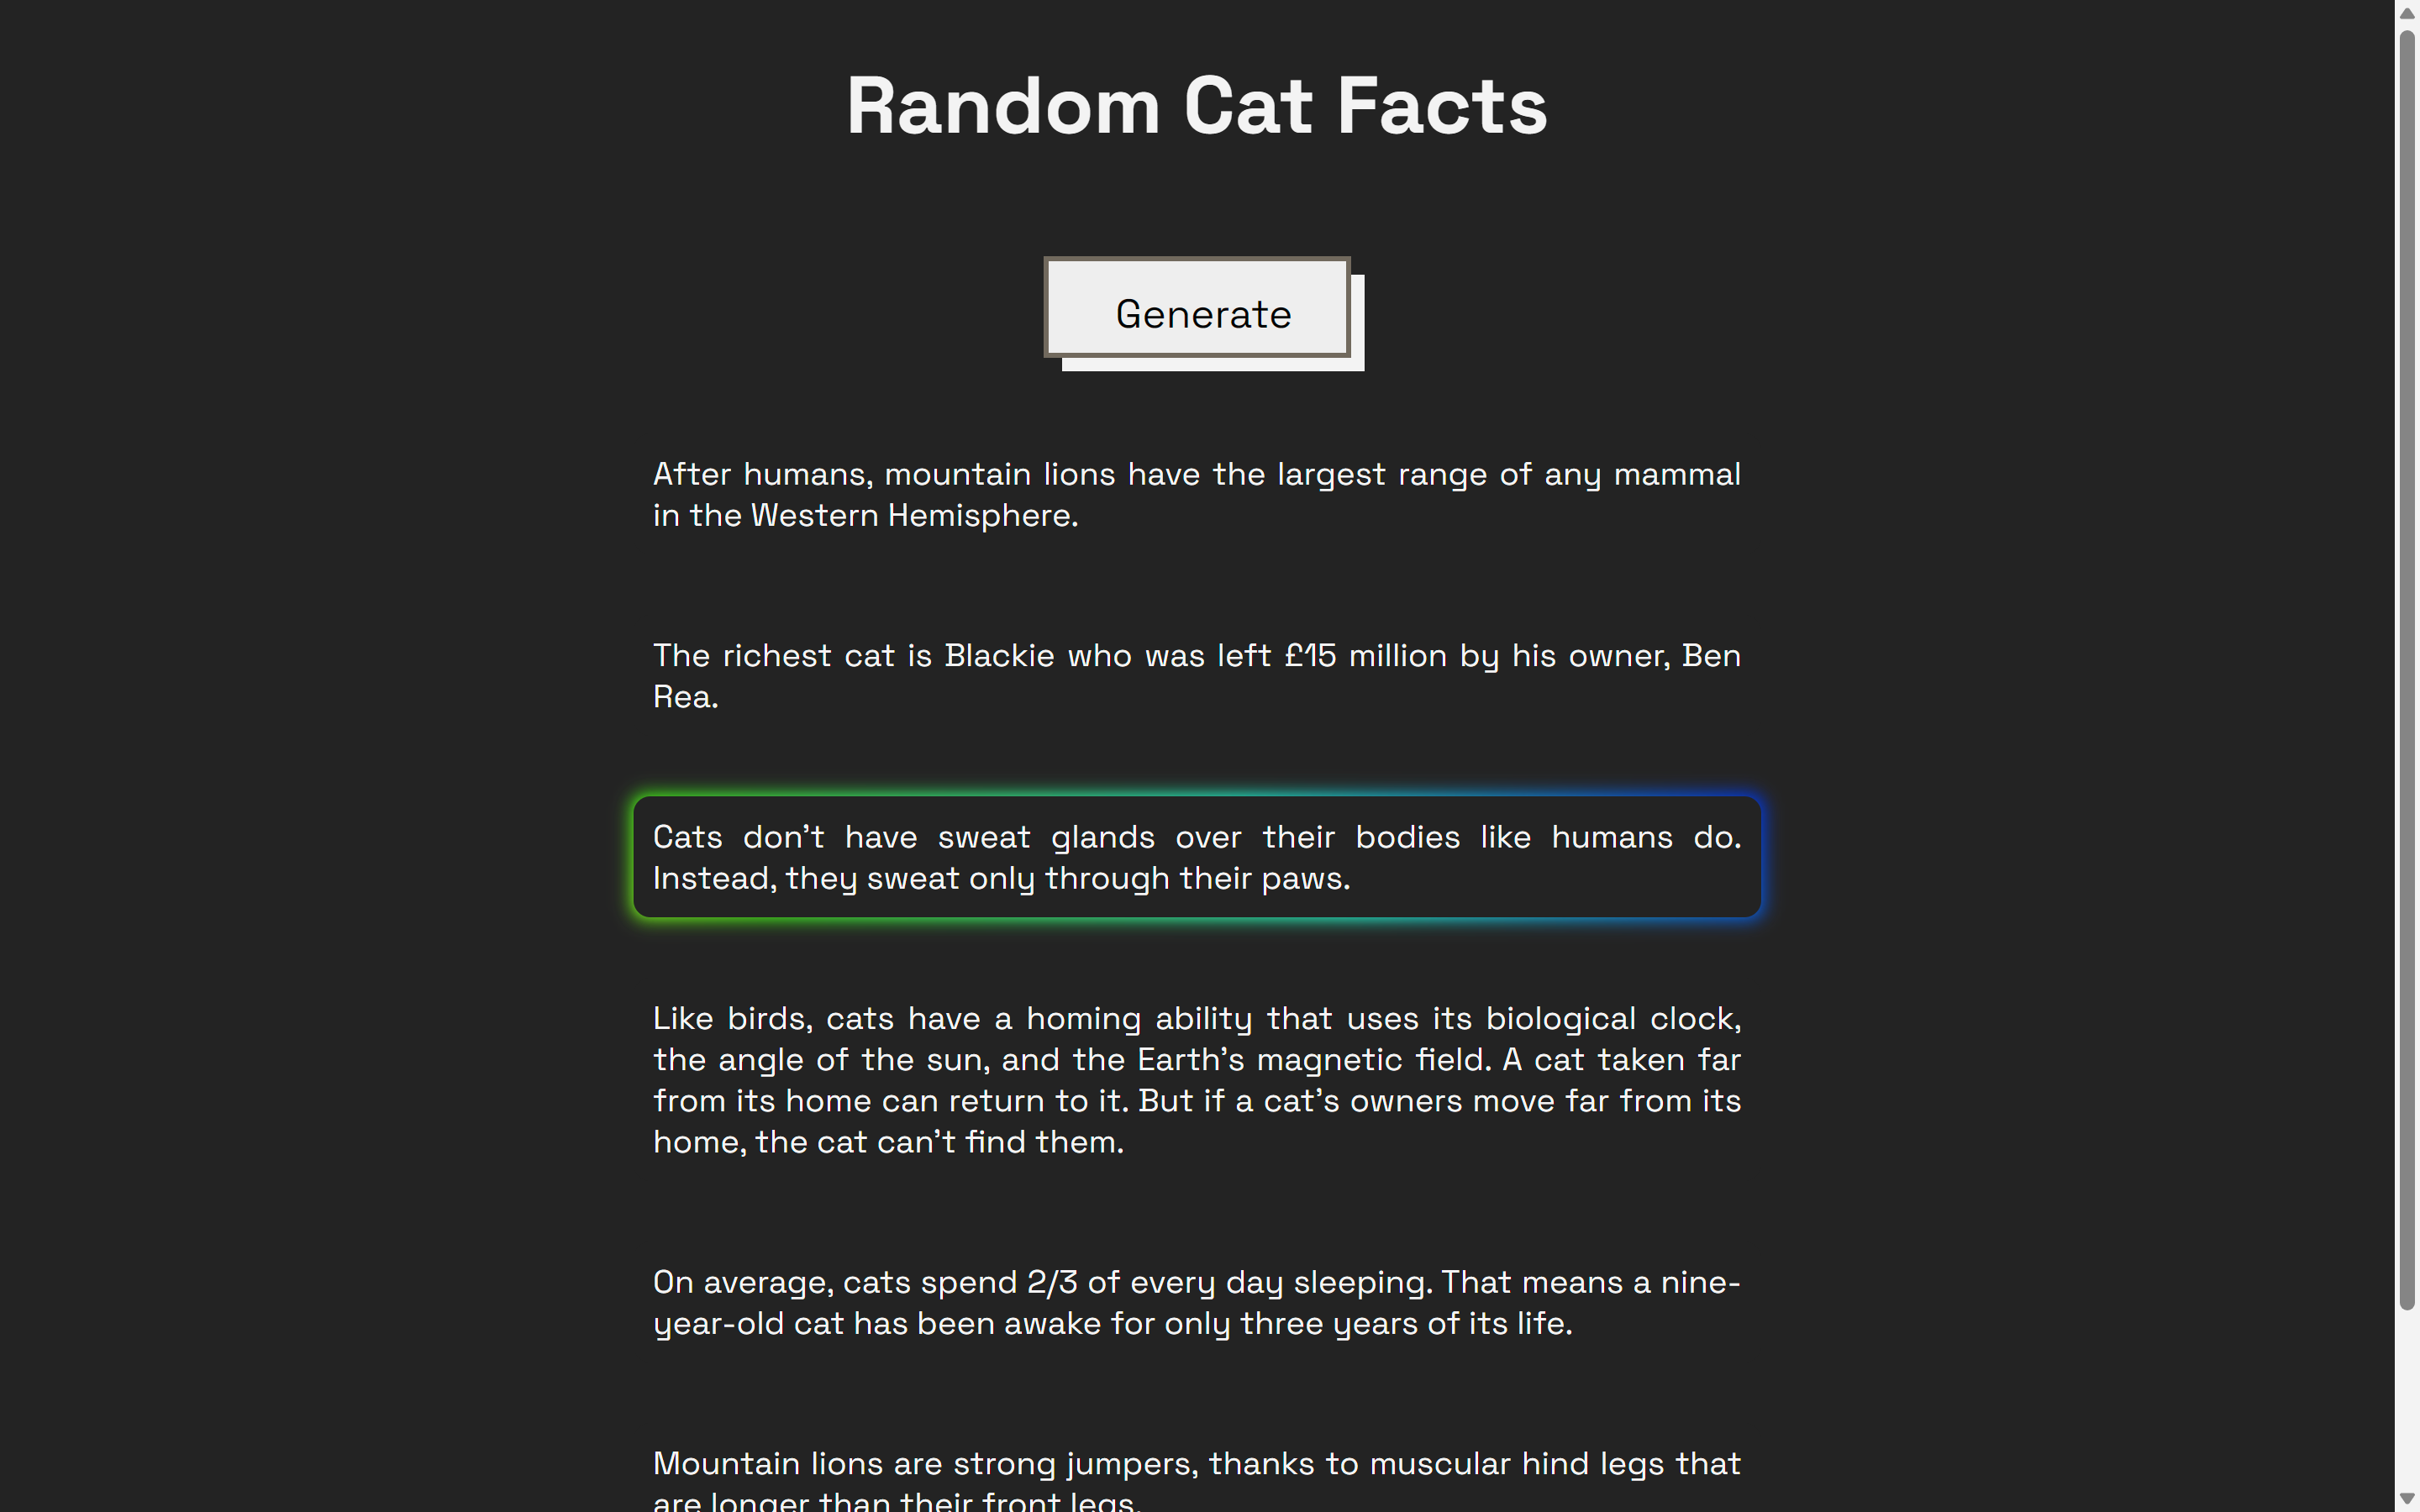 Random Cat Facts
Generate
After humans, mountain lions have the largest range of any mammal
in the Western Hemisphere.
The richest cat is Blackie who was left £15 million by his owner, Ben
Rea.
Cats don’t have sweat glands over their bodies like humans do.
Instead, they sweat only through their paws.
Like birds, cats have a homing ability that uses its biological clock,
the angle of the sun, and the Earth’s magnetic field. A cat taken far
from its home can return to it. But if a cat’s owners move far from its
home, the cat can’t find them.
On average, cats spend 2/3 of every day sleeping. That means a nine-
year-old cat has been awake for only three years of its life.
Mountain lions are strong jumpers, thanks to muscular hind legs that
are longer than their front legs.